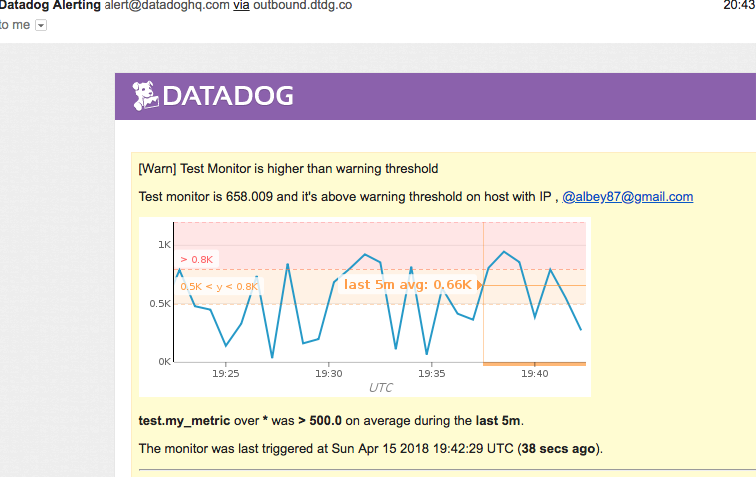 Datadog Alerting alert@datadoghq.com via outbound.dtdg.co 20:43
to me
DATADOG
[Warn] Test Monitor is higher than warning threshold
Test monitor is 658.009 and it's above warning threshold on host with IP , @albey87@gmail.com
1K
> 0.8K
0.5K < y < 0.8K
last 5m avg: 0.66K
0.5K
0K
19:25 19:30 19:35 19:40
UTC
test.my_metric over * was > 500.0 on average during the last 5m.
The monitor was last triggered at Sun Apr 15 2018 19:42:29 UTC (38 secs ago).